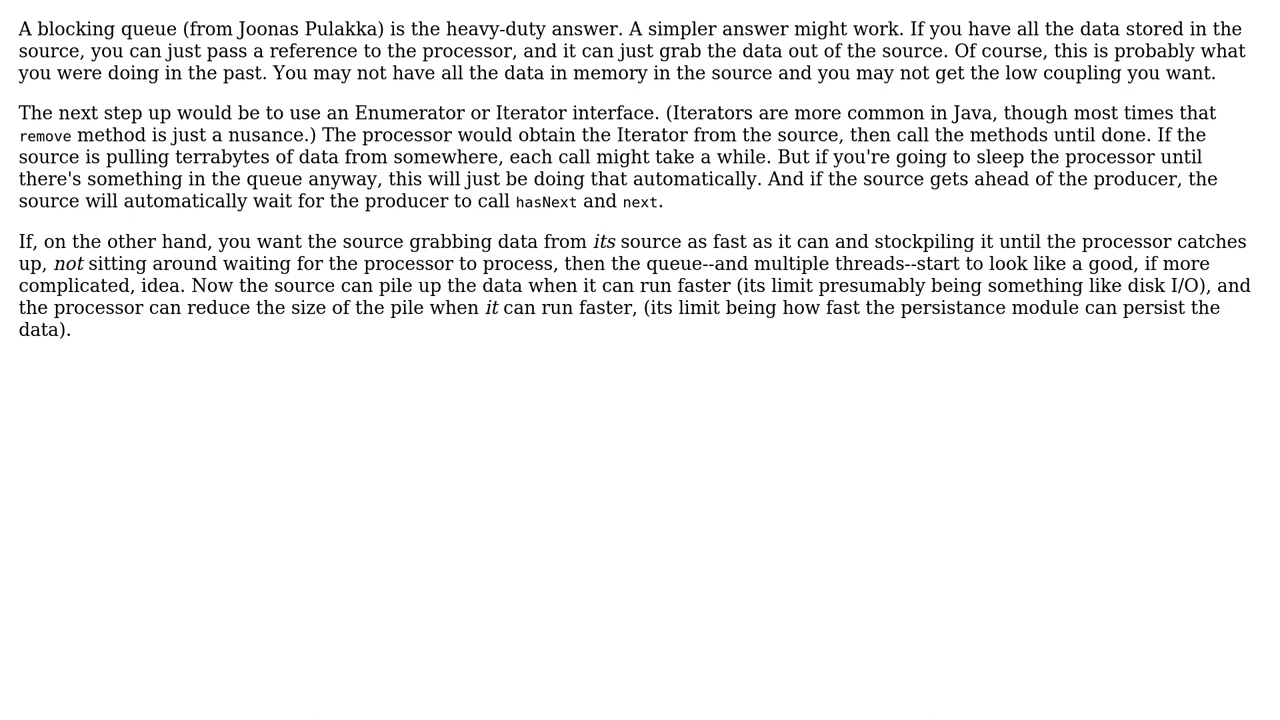 A blocking queue (from Joonas Pulakka) is the heavy-duty answer. A simpler answer might work. If you have all the data stored in the
source, you can just pass a reference to the processor, and it can just grab the data out of the source. Of course, this is probably what
you were doing in the past. You may not have all the data in memory in the source and you may not get the low coupling you want.
The next step up would be to use an Enumerator or Iterator interface. (Iterators are more common in Java, though most times that
remove method is just a nusance.) The processor would obtain the Iterator from the source, then call the methods until done. If the
source is pulling terrabytes of data from somewhere, each call might take a while. But if you're going to sleep the processor until
there's something in the queue anyway, this will just be doing that automatically. And if the source gets ahead of the producer, the
source will automatically wait for the producer to call hasNext and next.
If, on the other hand, you want the source grabbing data from its source as fast as it can and stockpiling it until the processor catches
up, not sitting around waiting for the processor to process, then the queue--and multiple threads--start to look like a good, if more
complicated, idea. Now the source can pile up the data when it can run faster (its limit presumably being something like disk I/O), and
the processor can reduce the size of the pile when it can run faster, (its limit being how fast the persistance module can persist the
data).